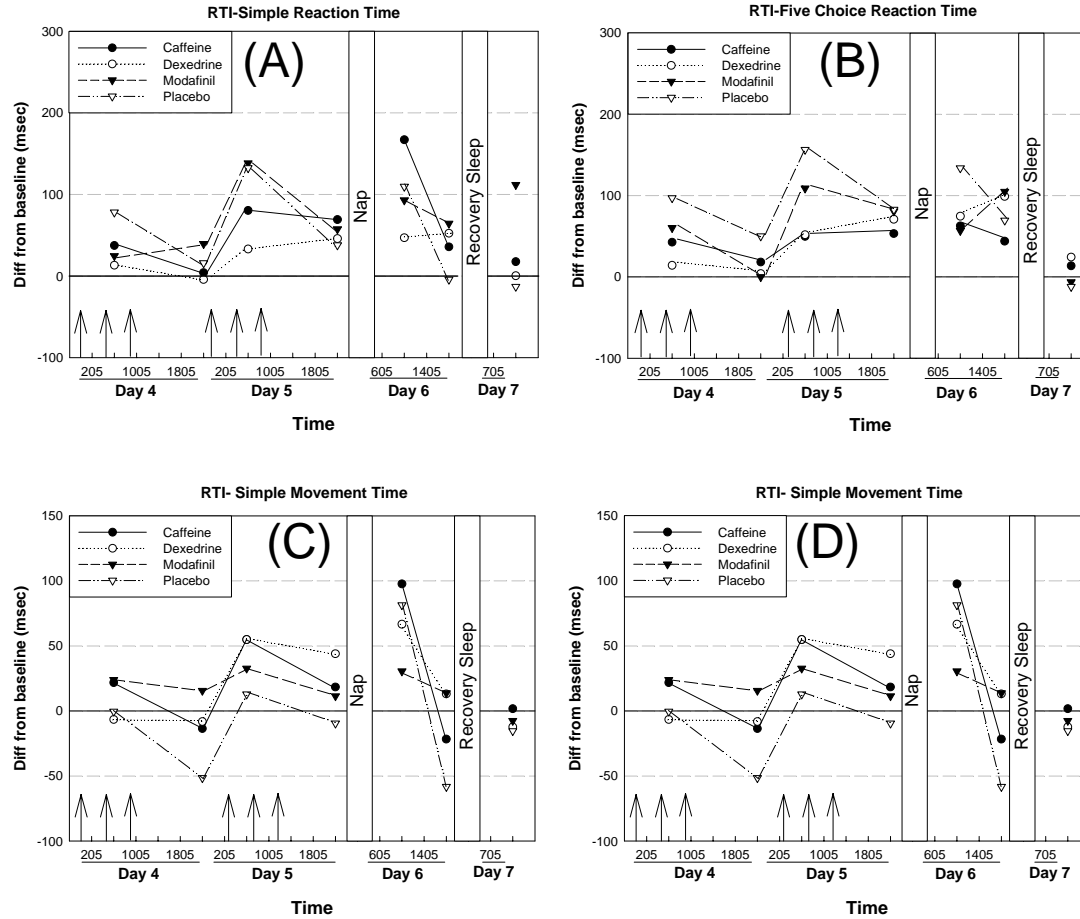 RTI-Simple Reaction Time
(A)
300
200
100
0
-100
Diff from baseline (msec)
Caffeine
Dexedrine
Modafinil
Placebo
Nap
Recovery Sleep
205 1005 1805 205 1005 1805 605 1405 705
Day 4 Day 5 Day 6 Day 7
Time
RTI-Five Choice Reaction Time
(B)
300
200
100
0
-100
Diff from baseline (msec)
Caffeine
Dexedrine
Modafinil
Placebo
Nap
Recovery Sleep
205 1005 1805 205 1005 1805 605 1405 705
Day 4 Day 5 Day 6 Day 7
Time
RTI- Simple Movement Time
(C)
150
100
50
0
-50
-100
Diff from baseline (msec)
Caffeine
Dexedrine
Modafinil
Placebo
Nap
Recovery Sleep
205 1005 1805 205 1005 1805 605 1405 705
Day 4 Day 5 Day 6 Day 7
Time
RTI- Simple Movement Time
(D)
150
100
50
0
-50
-100
Diff from baseline (msec)
Caffeine
Dexedrine
Modafinil
Placebo
Nap
Recovery Sleep
205 1005 1805 205 1005 1805 605 1405 705
Day 4 Day 5 Day 6 Day 7
Time